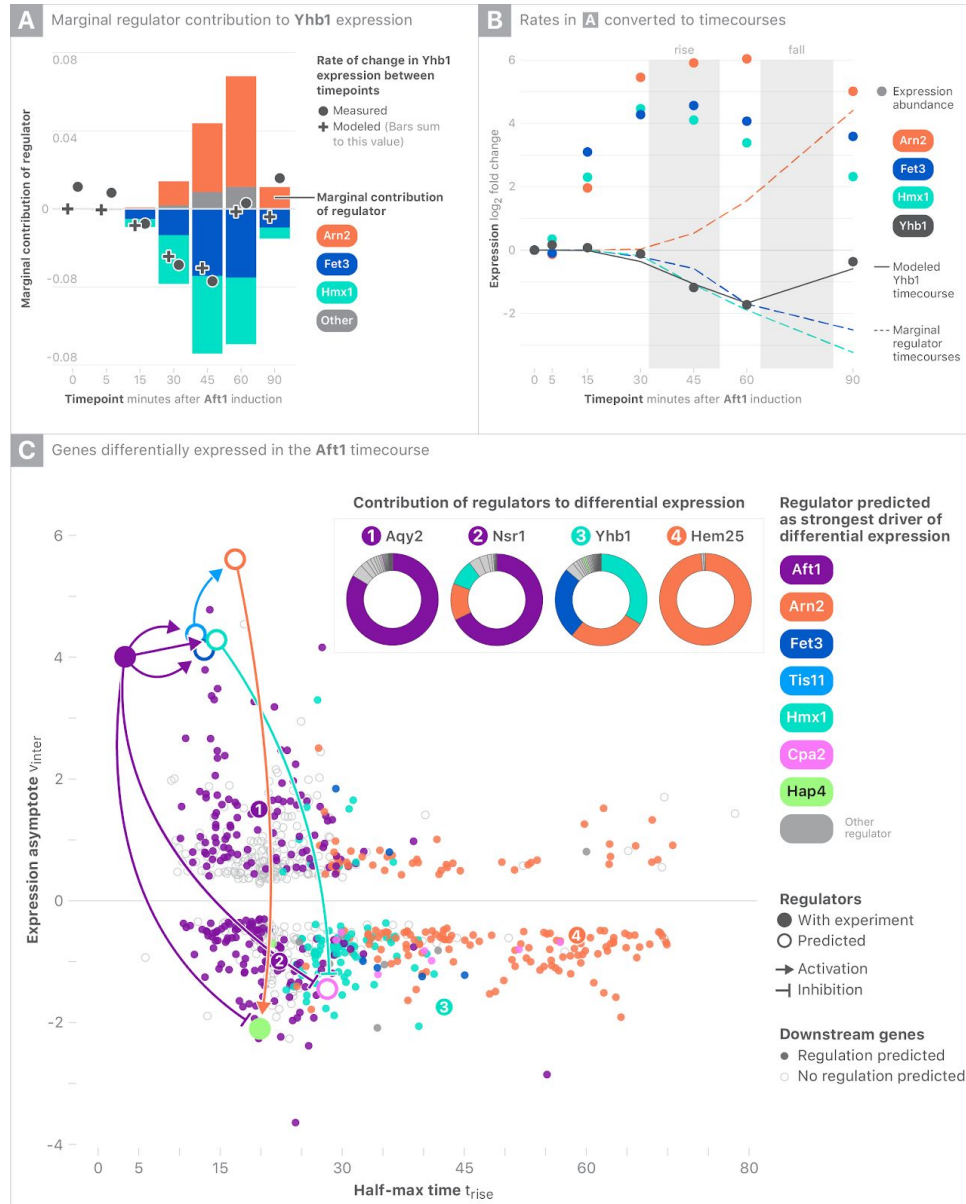 A
Marginal regulator contribution to Yhb1 expression
Marginal contribution of regulator
0.08
0.04
0
-0.08
-0.08
0
5
15
30
45
60
90
Timepoint minutes after Aft1 induction
Rate of change in Yhb1
expression between
timepoints
Measured
Modeled (Bars sum
to this value)
Marginal contribution
of regulator
Arn2
Fet3
Hmx1
Other
B
Rates in A converted to timecourses
rise
fall
Expression log2 fold change
6
4
2
0
-2
0
5
15
30
45
60
90
Timepoint minutes after Aft1 induction
Expression
abundance
Arn2
Fet3
Hmx1
Yhb1
Modeled
Yhb1
timecourse
Marginal
regulator
timecourses
C
Genes differentially expressed in the Aft1 timecourse
Contribution of regulators to differential expression
1 Aqy2
2 Nsr1
3 Yhb1
4 Hem25
Expression asymptote vinter
6
4
2
0
-2
-4
1
2
3
4
0
5
15
30
45
60
80
Half-max time trise
Regulator predicted
as strongest driver of
differential expression
Aft1
Arn2
Fet3
Tis11
Hmx1
Cpa2
Hap4
Other
regulator
Regulators
With experiment
Predicted
Activation
Inhibition
Downstream genes
Regulation predicted
No regulation predicted